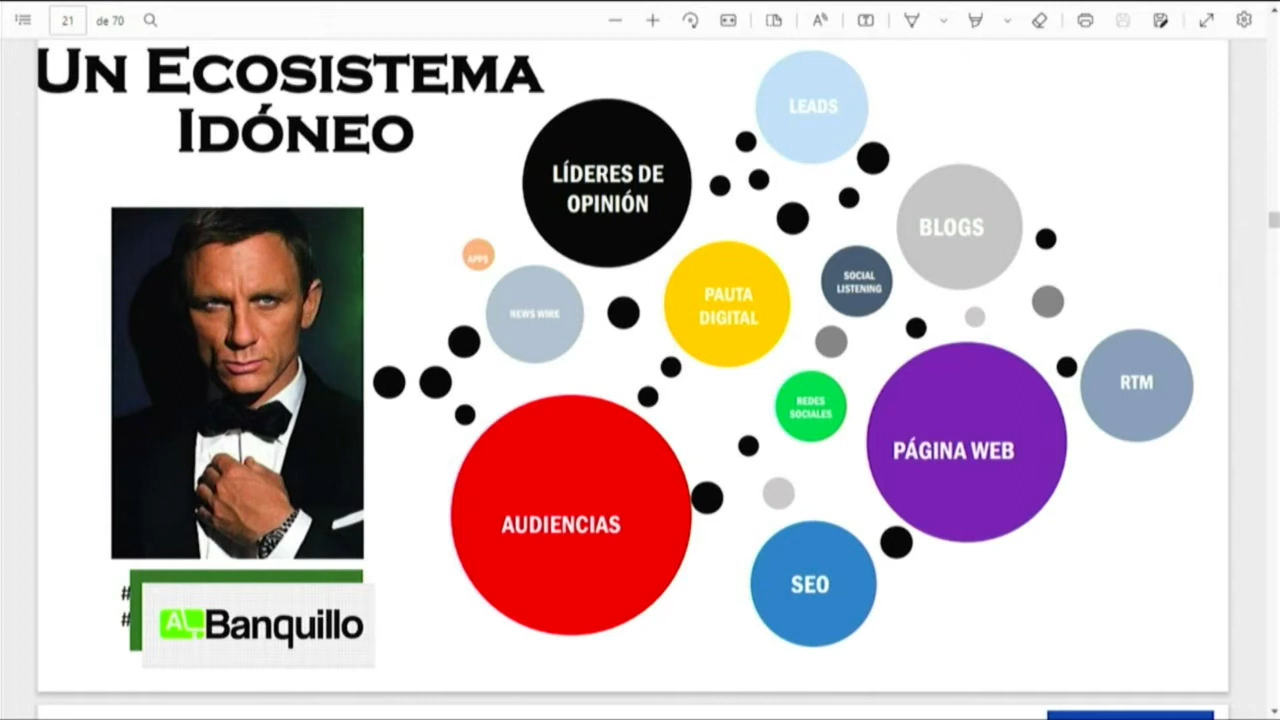 21
de 70
UN ECOSISTEMA
IDÓNEO
LEADS
LÍDERES DE
OPINIÓN
BLOGS
APPS
NEWS WIRE
PAUTA
DIGITAL
SOCIAL
LISTENING
RTM
REDES
SOCIALES
PÁGINA WEB
AUDIENCIAS
SEO
#
#
AL Banquillo